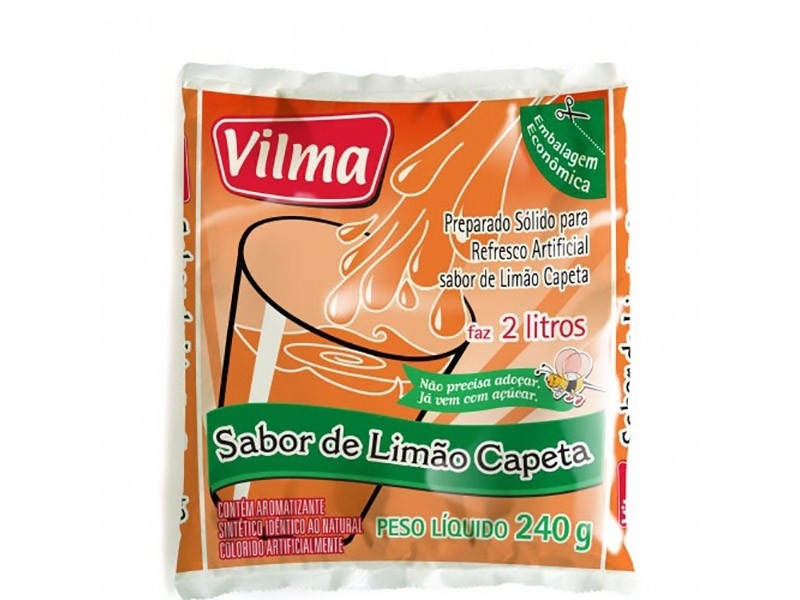 Vilma
Embalagem
Econômica
Preparado Sólido para
Refresco Artificial
sabor de Limão Capeta
faz 2 litros
Não precisa adoçar.
Já vem com açúcar.
Sabor de Limão Capeta
CONTÉM AROMATIZANTE
SINTÉTICO IDÊNTICO AO NATURAL
COLORIDO ARTIFICIALMENTE
PESO LÍQUIDO 240 g